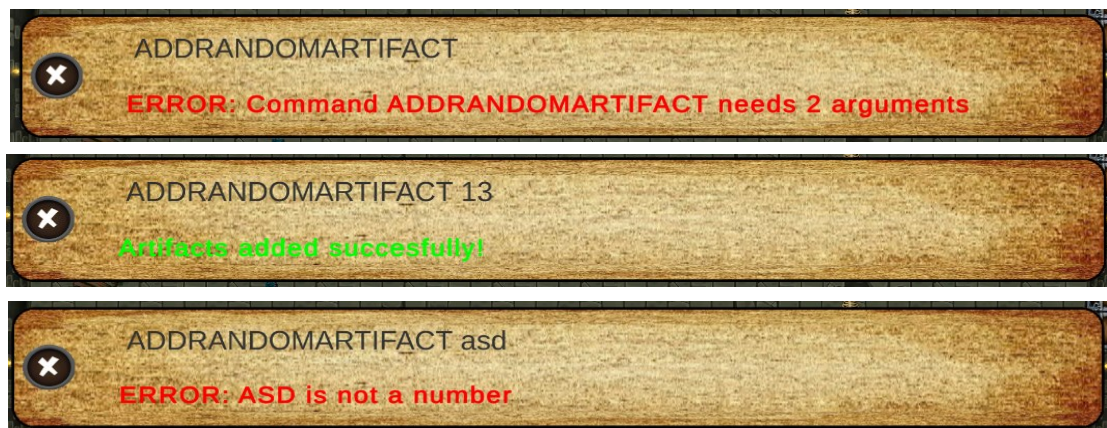 ADDRANDOMARTIFACT
ERROR: Command ADDRANDOMARTIFACT needs 2 arguments
ADDRANDOMARTIFACT 13
Artifacts added succesfully!
ADDRANDOMARTIFACT asd
ERROR: ASD is not a number